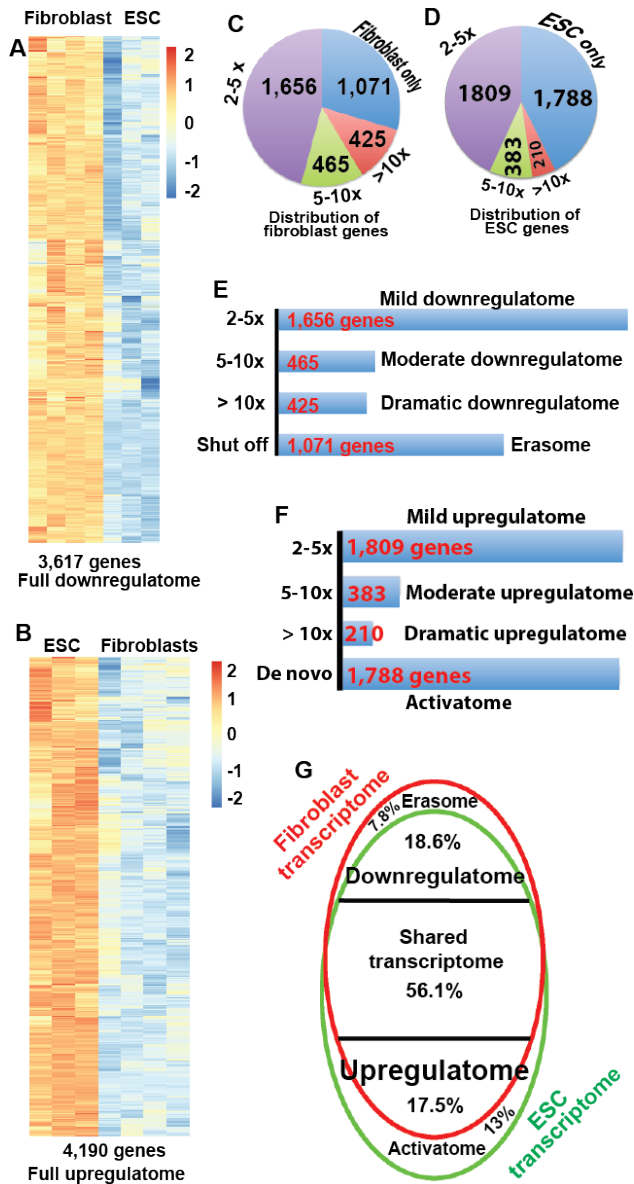 A
Fibroblast ESC
2
1
0
-1
-2
3,617 genes
Full downregulatome
B
ESC Fibroblasts
2
1
0
-1
-2
4,190 genes
Full upregulatome
C
Fibroblast only
2-5 x
1,656
1,071
425
465
>10x
5-10x
Distribution of
fibroblast genes
D
ESC only
2-5x
1809
1,788
383
210
5-10x
>10x
Distribution of
ESC genes
E
Mild downregulatome
2-5x
1,656 genes
5-10x
465
Moderate downregulatome
> 10x
425
Dramatic downregulatome
Shut off
1,071 genes
Erasome
F
Mild upregulatome
2-5x
1,809 genes
5-10x
383
Moderate upregulatome
> 10x
210
Dramatic upregulatome
De novo
1,788 genes
Activatome
G
Fibroblast
transcriptome
Erasome
7.8%
18.6%
Downregulatome
Shared
transcriptome
56.1%
Upregulatome
17.5%
13%
Activatome
ESC
transcriptome